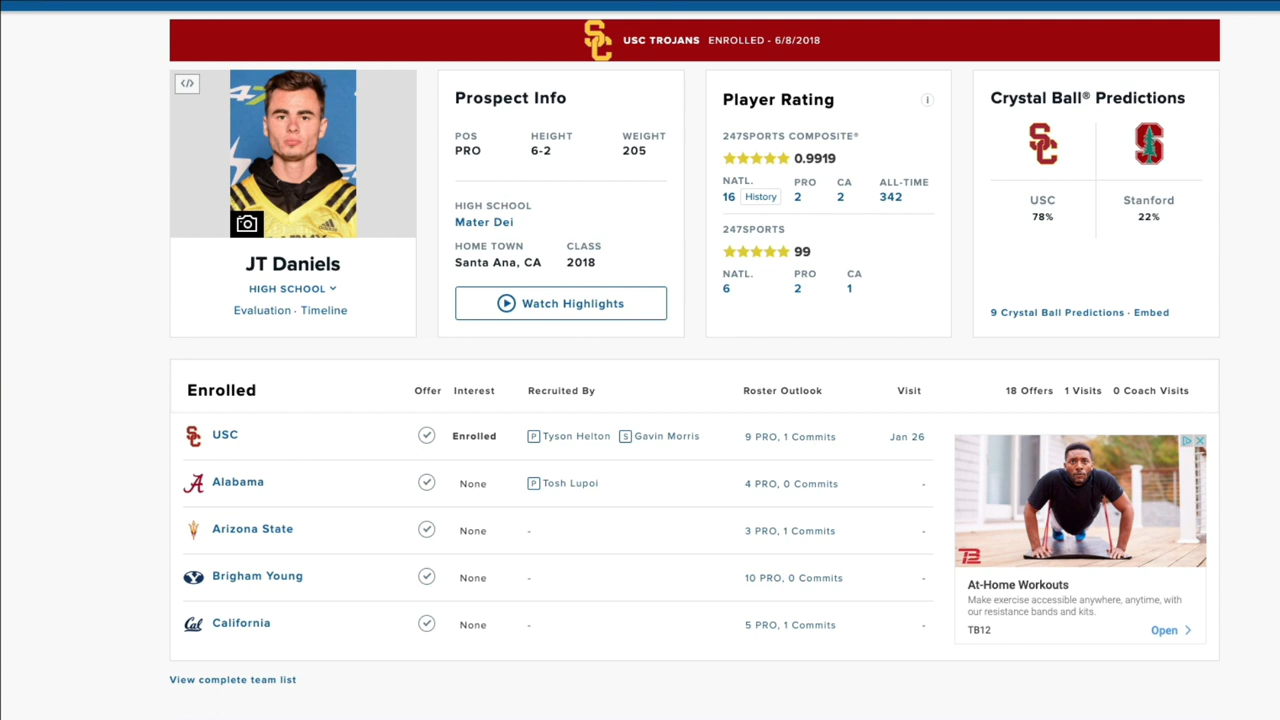 USC TROJANS ENROLLED - 6/8/2018
</>
JT Daniels
HIGH SCHOOL
Evaluation · Timeline
Prospect Info
POS HEIGHT WEIGHT
PRO 6-2 205
HIGH SCHOOL
Mater Dei
HOME TOWN CLASS
Santa Ana, CA 2018
Watch Highlights
Player Rating
i
247SPORTS COMPOSITE®
0.9919
NATL. PRO CA ALL-TIME
16 History 2 2 342
247SPORTS
99
NATL. PRO CA
6 2 1
Crystal Ball® Predictions
USC Stanford
78% 22%
9 Crystal Ball Predictions · Embed
Enrolled Offer Interest Recruited By Roster Outlook Visit 18 Offers 1 Visits 0 Coach Visits
USC Enrolled P Tyson Helton S Gavin Morris 9 PRO, 1 Commits Jan 26
Alabama None P Tosh Lupoi 4 PRO, 0 Commits -
Arizona State None - 3 PRO, 1 Commits -
Brigham Young None - 10 PRO, 0 Commits -
Cal California None - 5 PRO, 1 Commits -
At-Home Workouts
Make exercise accessible anywhere, anytime, with
our resistance bands and kits.
TB12 Open
View complete team list